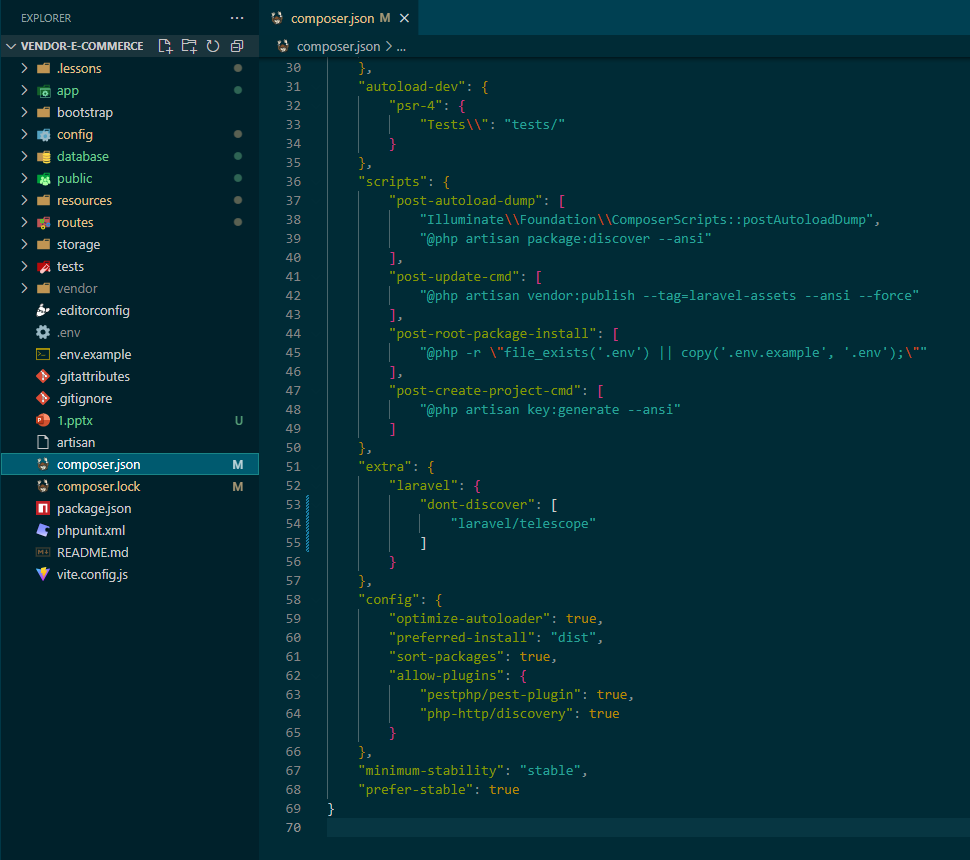 EXPLORER
VENDOR-E-COMMERCE
.lessons
app
bootstrap
config
database
public
resources
routes
storage
tests
vendor
.editorconfig
.env
.env.example
.gitattributes
.gitignore
1.pptx U
artisan
composer.json M
composer.lock M
package.json
phpunit.xml
README.md
vite.config.js
composer.json M
composer.json > ...
30 },
31 "autoload-dev": {
32 "psr-4": {
33 "Tests\\": "tests/"
34 }
35 },
36 "scripts": {
37 "post-autoload-dump": [
38 "Illuminate\\Foundation\\ComposerScripts::postAutoloadDump",
39 "@php artisan package:discover --ansi"
40 ],
41 "post-update-cmd": [
42 "@php artisan vendor:publish --tag=laravel-assets --ansi --force"
43 ],
44 "post-root-package-install": [
45 "@php -r \"file_exists('.env') || copy('.env.example', '.env');\""
46 ],
47 "post-create-project-cmd": [
48 "@php artisan key:generate --ansi"
49 ]
50 },
51 "extra": {
52 "laravel": {
53 "dont-discover": [
54 "laravel/telescope"
55 ]
56 }
57 },
58 "config": {
59 "optimize-autoloader": true,
60 "preferred-install": "dist",
61 "sort-packages": true,
62 "allow-plugins": {
63 "pestphp/pest-plugin": true,
64 "php-http/discovery": true
65 }
66 },
67 "minimum-stability": "stable",
68 "prefer-stable": true
69 }
70